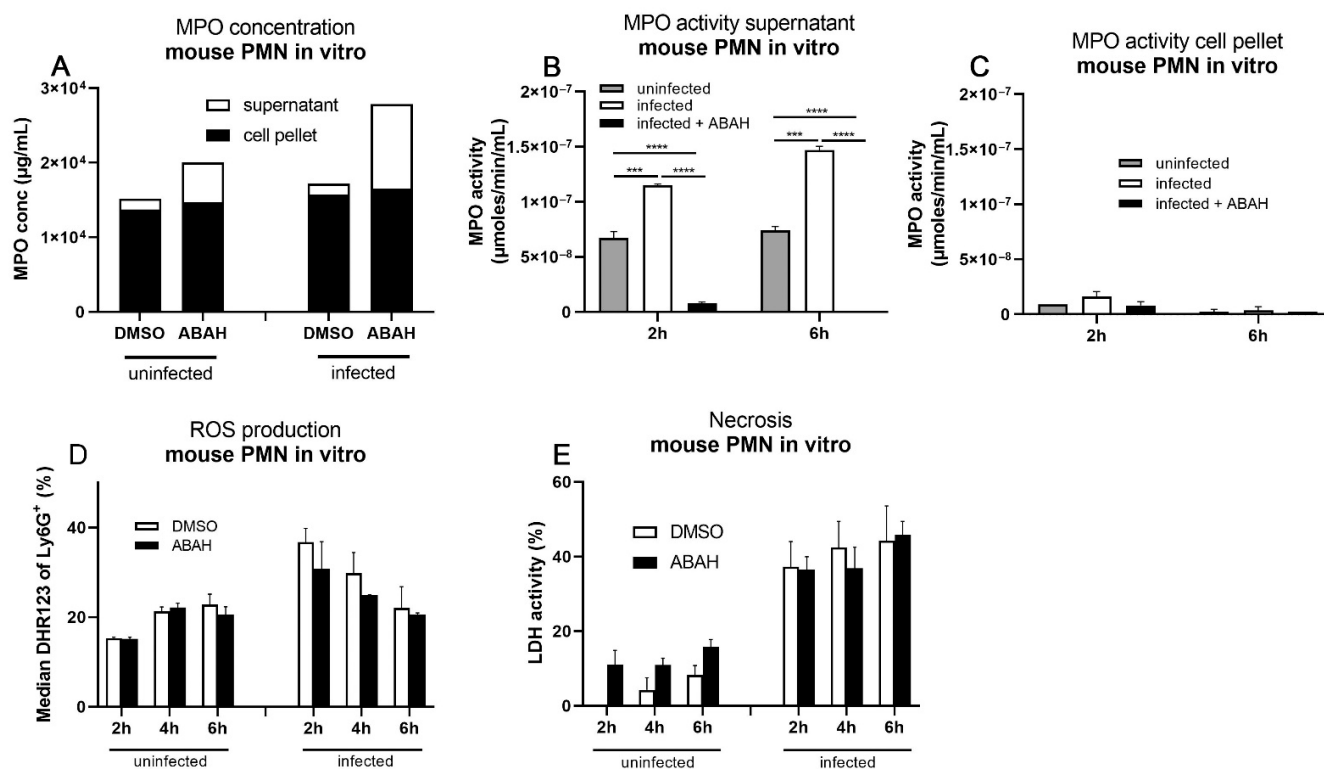 MPO concentration
mouse PMN in vitro
A
3×10⁴
2×10⁴
1×10⁴
0
MPO conc (µg/mL)
supernatant
cell pellet
DMSO ABAH DMSO ABAH
uninfected infected
MPO activity supernatant
mouse PMN in vitro
B
2×10⁻⁷
1.5×10⁻⁷
1×10⁻⁷
5×10⁻⁸
0
MPO activity
(µmoles/min/mL)
uninfected
infected
infected + ABAH
****
*** ****
****
*** ****
2h 6h
MPO activity cell pellet
mouse PMN in vitro
C
2×10⁻⁷
1.5×10⁻⁷
1×10⁻⁷
5×10⁻⁸
0
MPO activity
(µmoles/min/mL)
uninfected
infected
infected + ABAH
2h 6h
ROS production
mouse PMN in vitro
D
40
20
0
Median DHR123 of Ly6G⁺ (%)
DMSO
ABAH
2h 4h 6h 2h 4h 6h
uninfected infected
Necrosis
mouse PMN in vitro
E
60
40
20
0
LDH activity (%)
DMSO
ABAH
2h 4h 6h 2h 4h 6h
uninfected infected